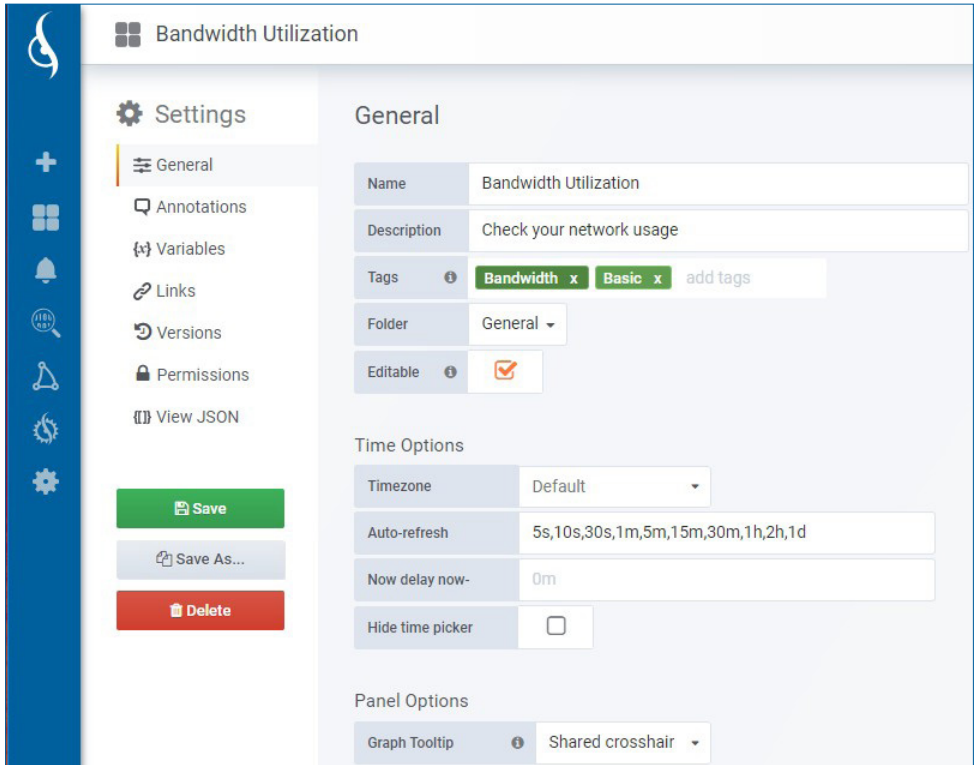 Bandwidth Utilization
Settings
General
Annotations
{x} Variables
Links
Versions
Permissions
{[]} View JSON
Save
Save As...
Delete
General
Name Bandwidth Utilization
Description Check your network usage
Tags Bandwidth x Basic x add tags
Folder General
Editable
Time Options
Timezone Default
Auto-refresh 5s,10s,30s,1m,5m,15m,30m,1h,2h,1d
Now delay now- 0m
Hide time picker
Panel Options
Graph Tooltip Shared crosshair